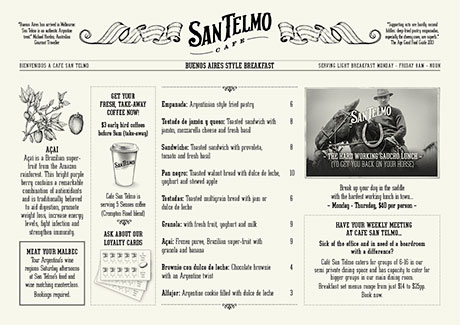 "Buenos Aires has arrived in Melbourne
San Telmo is an authentic Argentine
treat." Michael Harden, Australian
Gourmet Traveller
SAN TELMO
CAFE
"Supporting acts are hardly second
fiddles: deep-fried pastry empanadas,
especially the cheesy corn, are superb."
The Age Good Food Guide 2013
BIENVENIDOS A CAFE SAN TELMO
BUENOS AIRES STYLE BREAKFAST
SERVING LIGHT BREAKFAST MONDAY - FRIDAY 8AM - NOON
AÇAI
Açai is a Brazilian super-
fruit from the Amazon
rainforest. This bright purple
berry contains a remarkable
combination of antioxidants
and is traditionally believed
to aid digestion, promote
weight loss, increase energy
levels, fight infection and
strengthen immunity.
MEAT YOUR MALBEC
Tour Argentina's wine
regions Saturday afternoons
at San Telmo's food and
wine matching masterclass.
Bookings required.
GET YOUR
FRESH, TAKE-AWAY
COFFEE NOW!
$3 early bird coffees
before 9am (take-away)
SAN TELMO
Cafe San Telmo is
serving 5 Senses coffee
(Crompton Road blend)
ASK ABOUT OUR
LOYALTY CARDS
Empanada: Argentinian style fried pastry 6
Tostado de jamón y queso: Toasted sandwich with 8
jamón, mozzarella cheese and fresh basil
Sandwiche: Toasted sandwich with provoleta, 8
tomato and fresh basil
Pan negro: Toasted walnut bread with dulce de leche, 10
yoghurt and stewed apple
Tostadas: Toasted multigrain bread with jam or 6
dulce de leche
Granola: with fresh fruit, yoghurt and milk 9
Açai: Frozen puree, Brazilian super-fruit with 9
granola and banana
Brownie con dulce de leche: Chocolate brownie 4
with an Argentine twist
Alfajor: Argentian cookie filled with dulce de leche 3
SAN TELMO
- THE HARD WORKING GAUCHO LUNCH -
(TO GET YOU BACK ON YOUR HORSE)
Break up your day in the saddle
with the hardest working lunch in town...
- Monday - Thursday, $40 per person -
HAVE YOUR WEEKLY MEETING
AT CAFE SAN TELMO...
Sick of the office and in need of a boardroom
with a difference?
Café San Telmo caters for groups of 6-16 in our
semi private dining space and has capacity to cater for
bigger groups in our main dining room.
Breakfast set menus range from just $14 to $25pp.
Book now.